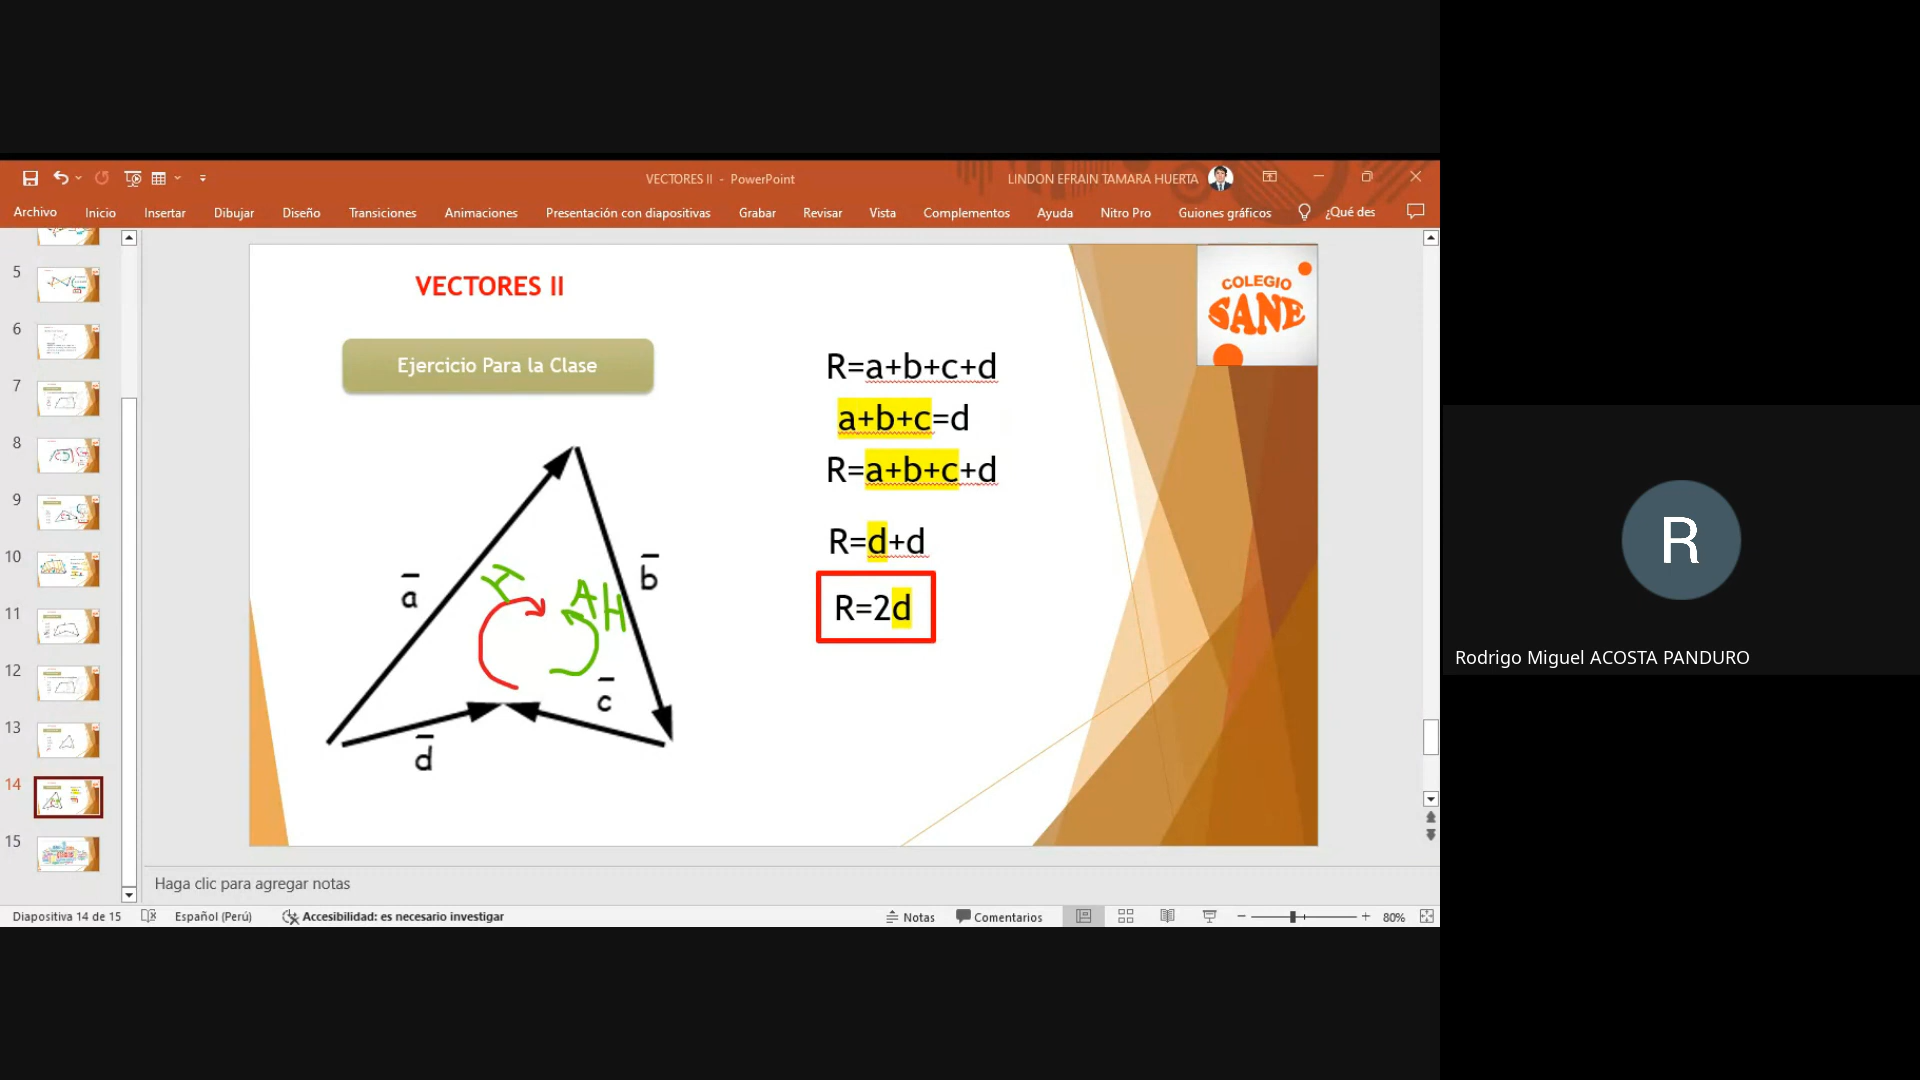 VECTORES II - PowerPoint
LINDON EFRAIN TAMARA HUERTA
Archivo Inicio Insertar Dibujar Diseño Transiciones Animaciones Presentación con diapositivas Grabar Revisar Vista Complementos Ayuda Nitro Pro Guiones gráficos ¿Qué des
5
6
7
8
9
10
11
12
13
14
15
VECTORES II
COLEGIO
SANE
Ejercicio Para la Clase
a
b
c
d
H
AH
R=a+b+c+d
a+b+c=d
R=a+b+c+d
R=d+d
R=2d
Haga clic para agregar notas
Diapositiva 14 de 15 Español (Perú) Accesibilidad: es necesario investigar Notas Comentarios 80%
R
Rodrigo Miguel ACOSTA PANDURO